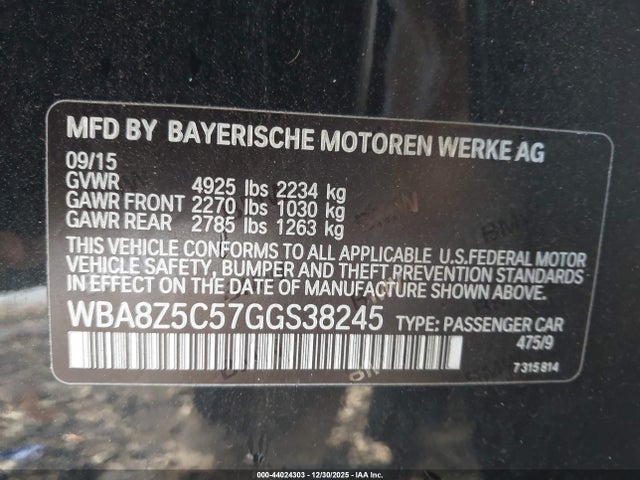 MFD BY BAYERISCHE MOTOREN WERKE AG
09/15
GVWR 4925 lbs 2234 kg
GAWR FRONT 2270 lbs 1030 kg
GAWR REAR 2785 lbs 1263 kg
THIS VEHICLE CONFORMS TO ALL APPLICABLE U.S.FEDERAL MOTOR
VEHICLE SAFETY, BUMPER AND THEFT PREVENTION STANDARDS
IN EFFECT ON THE DATE OF MANUFACTURE SHOWN ABOVE.
WBA8Z5C57GGS38245 TYPE: PASSENGER CAR
475/9
7315814
000-44024303 - 12/30/2025 - IAA Inc.